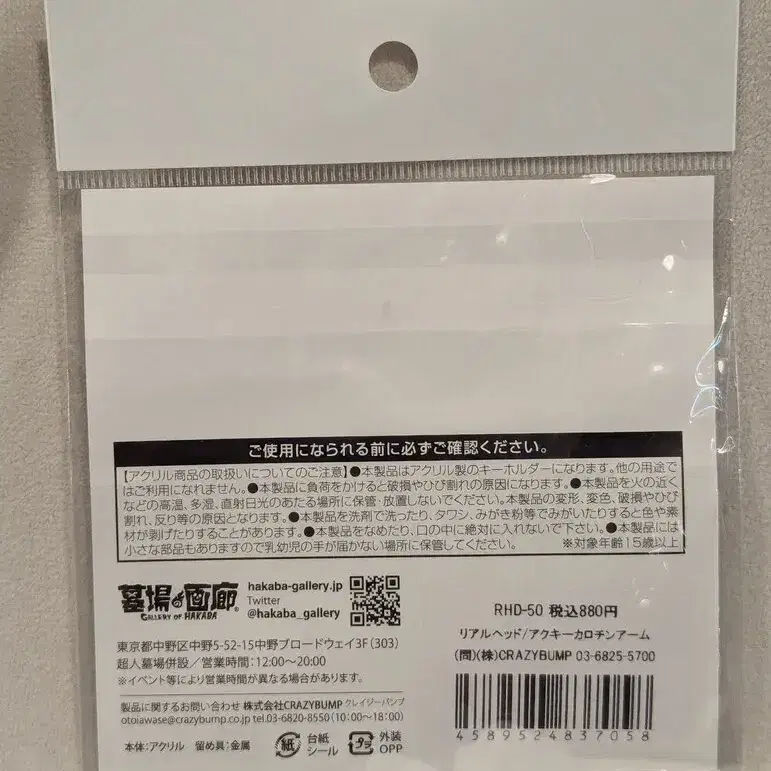 ご使用になられる前に必ずご確認ください。
【アクリル商品の取扱いについてのご注意】●本製品はアクリル製のキーホルダーになります。他の用途で
はご利用になれません。●本製品に負荷をかけると破損やひび割れの原因になります。●本製品を火の近く
などの高温、多湿、直射日光のあたる場所に保管・放置しないでください。本製品の変形、変色、破損やひび
割れ、反り等の原因となります。●本製品を洗剤で洗ったり、タワシ、みがき粉等でみがいたりすると色や素
材が剥げたりすることがあります。●本製品をなめたり、口の中に絶対に入れないで下さい。●本製品には
小さな部品もありますので乳幼児の手が届かない場所に保管してください。 ※対象年齢15歳以上
墓場の画廊
GALLERY OF HAKABA
hakaba-gallery.jp
Twitter
@hakaba_gallery
東京都中野区中野5-52-15中野ブロードウェイ3F(303)
超人墓場併設/営業時間:12:00〜20:00
※イベント等により営業時間が異なる場合があります。
製品に関するお問い合わせ 株式会社CRAZYBUMP クレイジーバンプ
otoiawase@crazybump.co.jp tel.03-6820-8550(10:00〜18:00)
本体:アクリル 留め具:金属
紙
台紙
シール
プラ
外装
OPP
RHD-50 税込880円
リアルヘッド/アクキーカロチンアーム
(問)(株)CRAZYBUMP 03-6825-5700
4589524837058